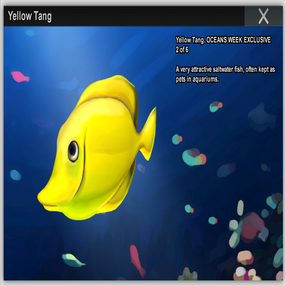 Yellow Tang
Yellow Tang, OCEANS WEEK EXCLUSIVE
2 of 6
A very attractive saltwater fish, often kept as
pets in aquariums.